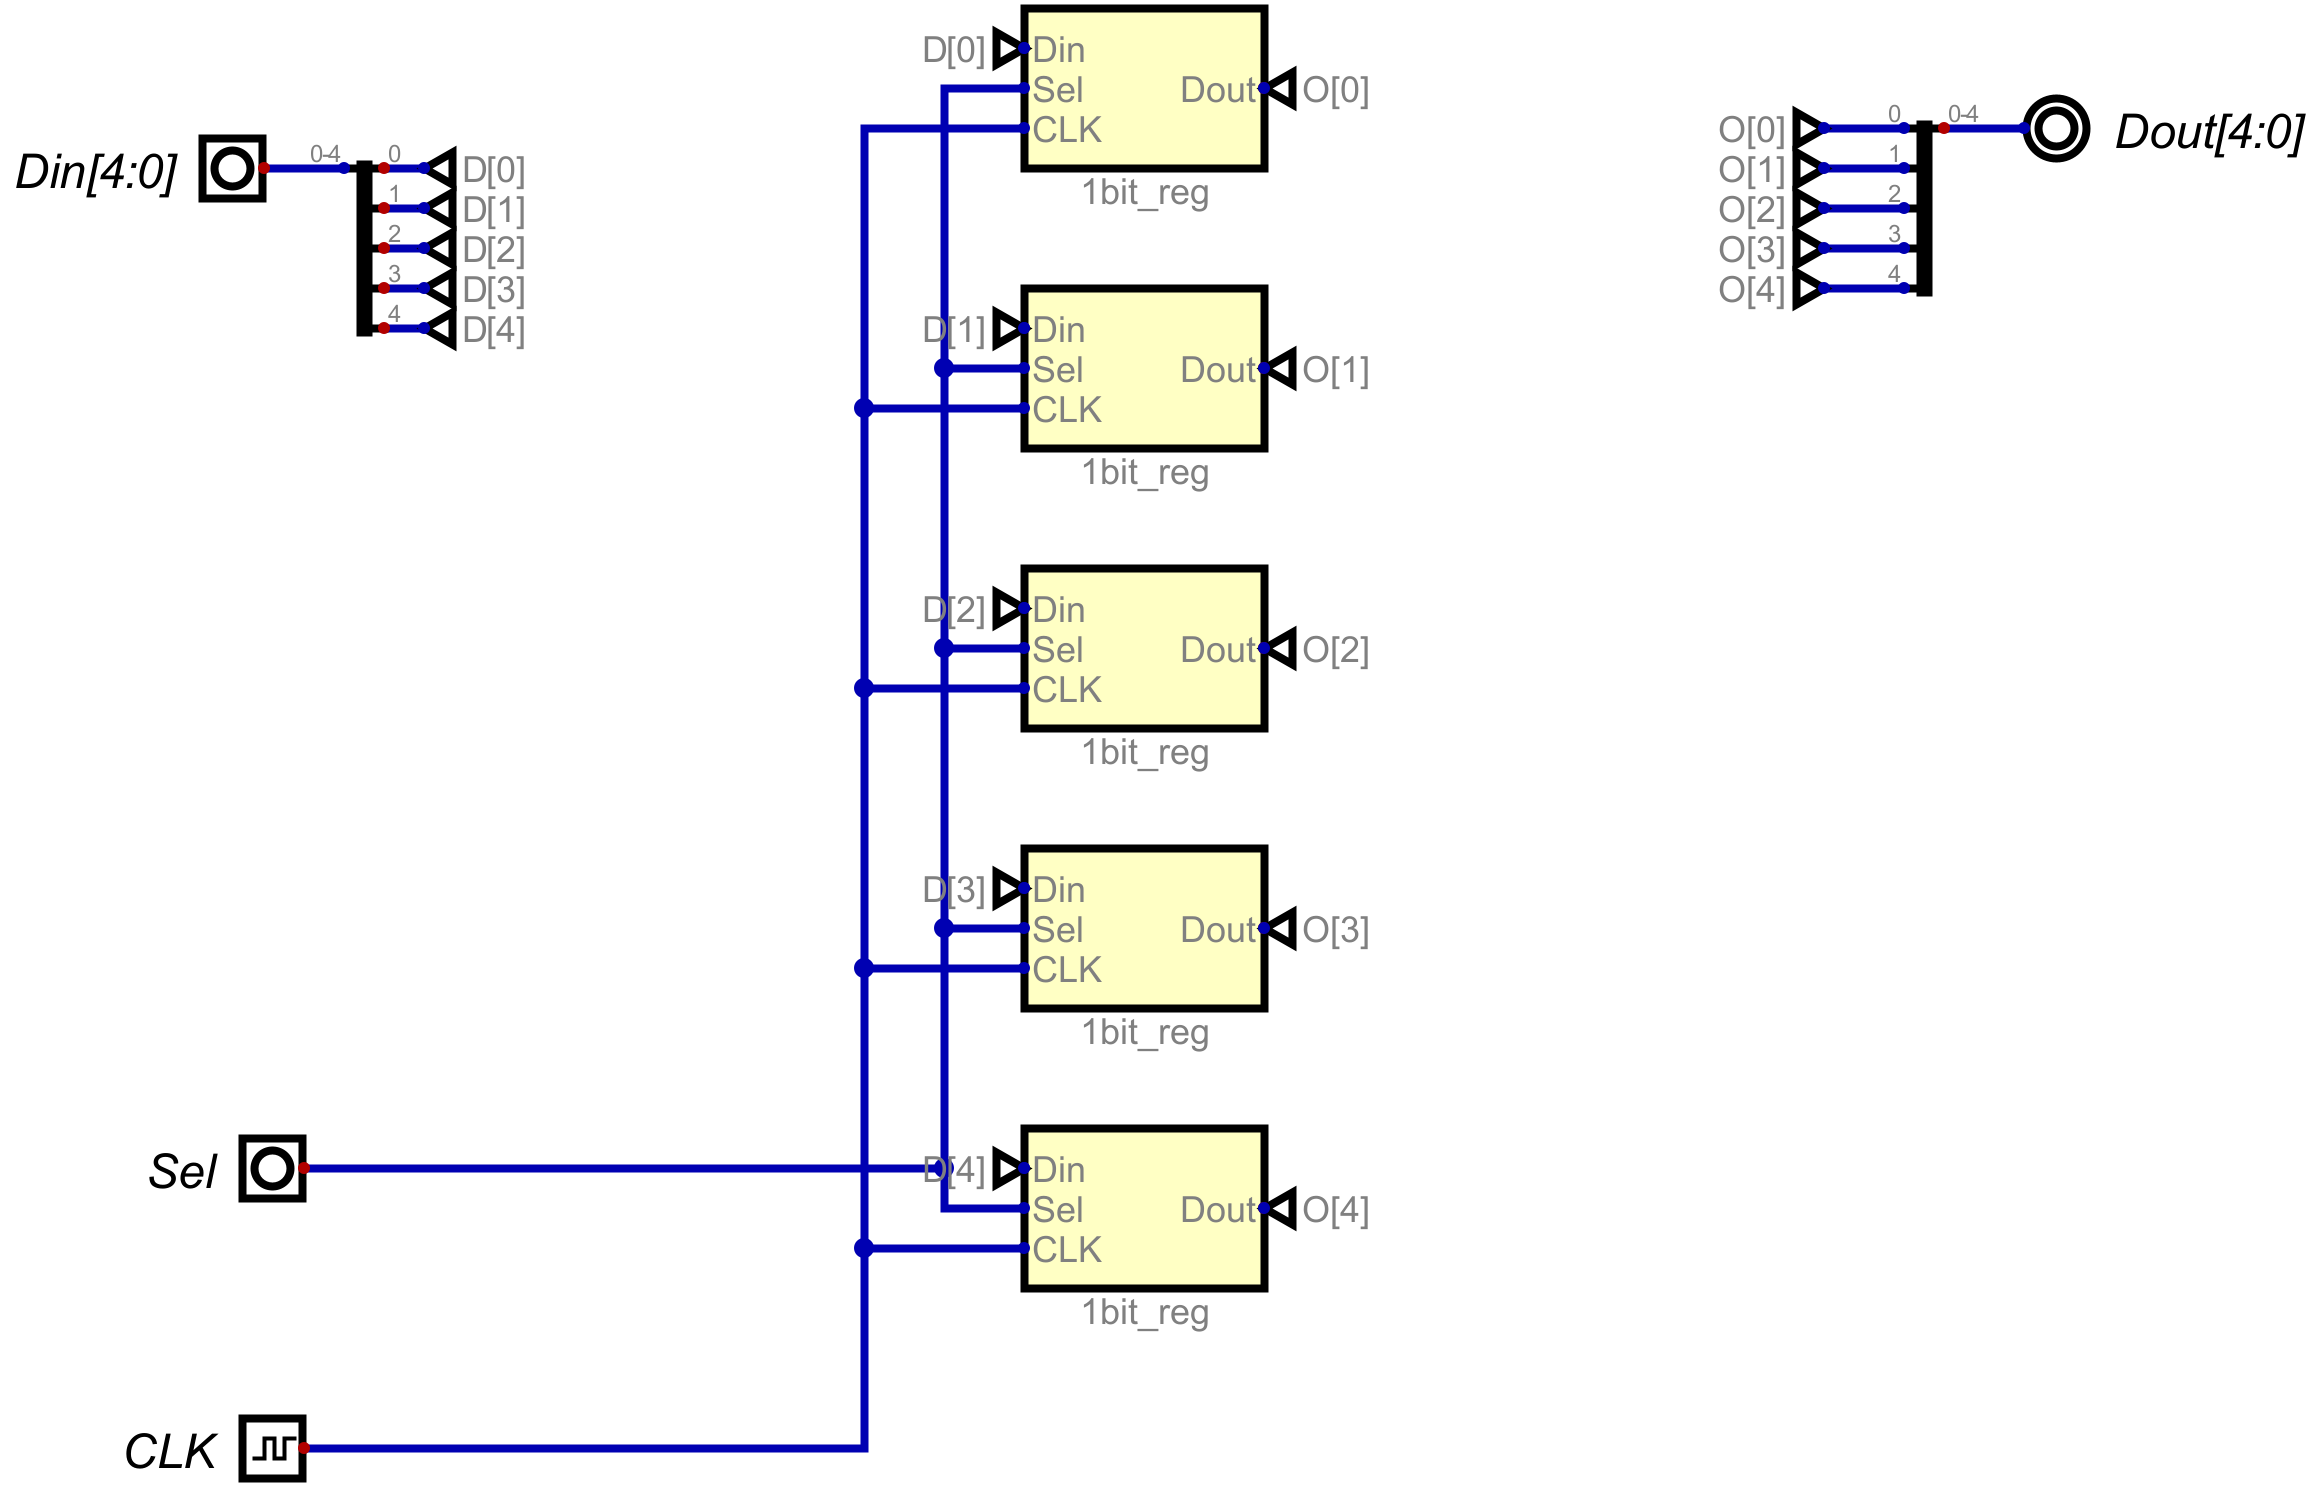 Din[4:0]
0-4
0
D[0]
1
D[1]
2
D[2]
3
D[3]
4
D[4]
D[0]
Din
Sel
CLK
Dout
O[0]
1bit_reg
D[1]
Din
Sel
CLK
Dout
O[1]
1bit_reg
D[2]
Din
Sel
CLK
Dout
O[2]
1bit_reg
D[3]
Din
Sel
CLK
Dout
O[3]
1bit_reg
D[4]
Din
Sel
CLK
Dout
O[4]
1bit_reg
O[0]
0
O[1]
1
O[2]
2
O[3]
3
O[4]
4
0-4
Dout[4:0]
Sel
CLK